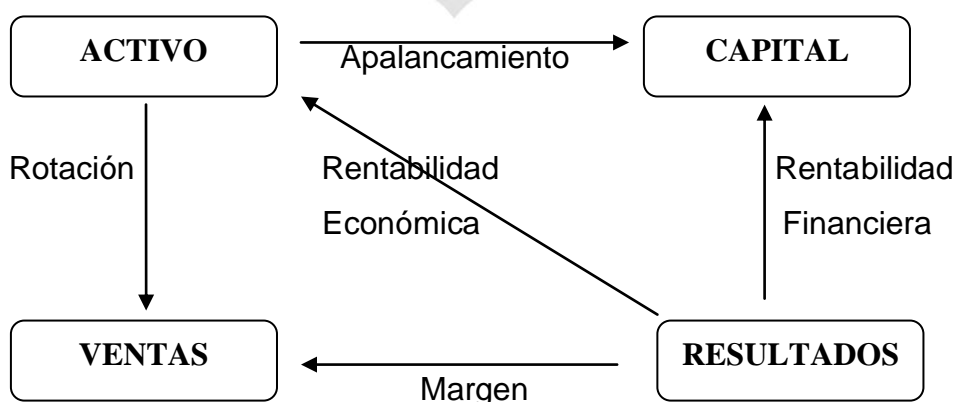 ACTIVO
Apalancamiento
CAPITAL
Rotación
Rentabilidad
Económica
Rentabilidad
Financiera
VENTAS
Margen
RESULTADOS